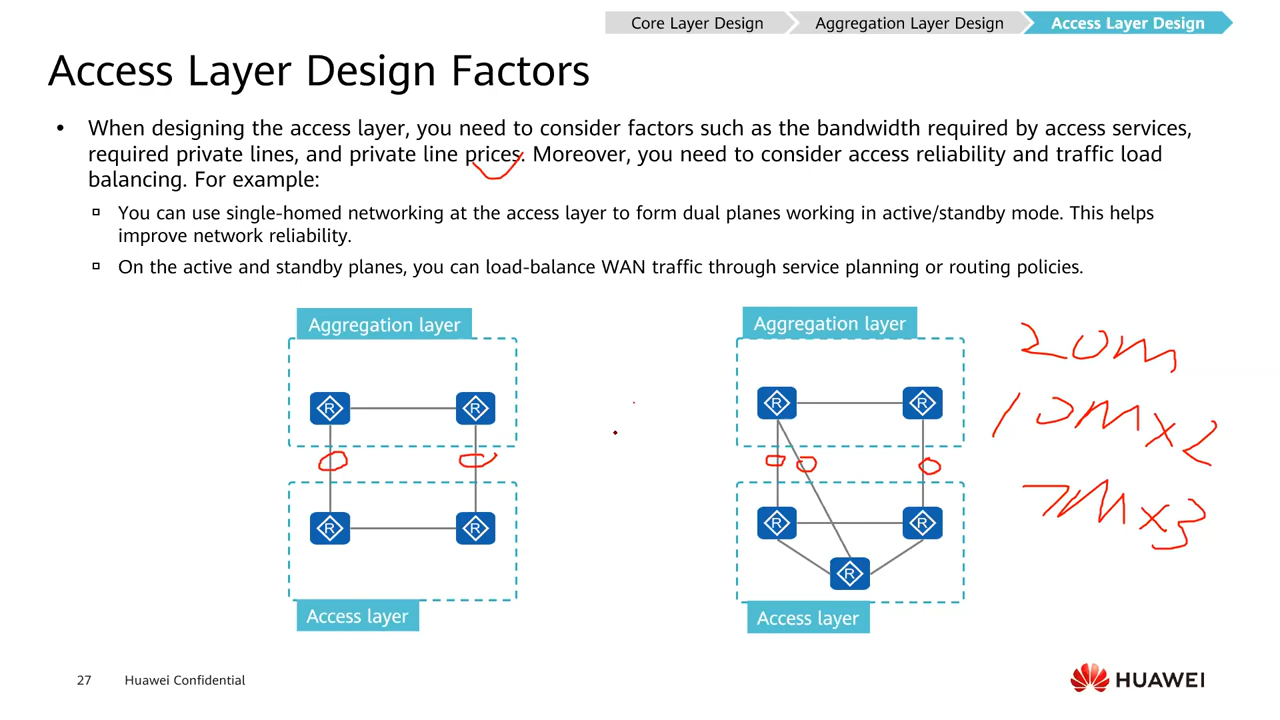 Core Layer Design Aggregation Layer Design Access Layer Design
Access Layer Design Factors
• When designing the access layer, you need to consider factors such as the bandwidth required by access services,
required private lines, and private line prices. Moreover, you need to consider access reliability and traffic load
balancing. For example:
▫ You can use single-homed networking at the access layer to form dual planes working in active/standby mode. This helps
improve network reliability.
▫ On the active and standby planes, you can load-balance WAN traffic through service planning or routing policies.
Aggregation layer
R R
R R
Access layer
Aggregation layer
R R
R R
R
Access layer
20M
10M×2
7M×3
27 Huawei Confidential
HUAWEI